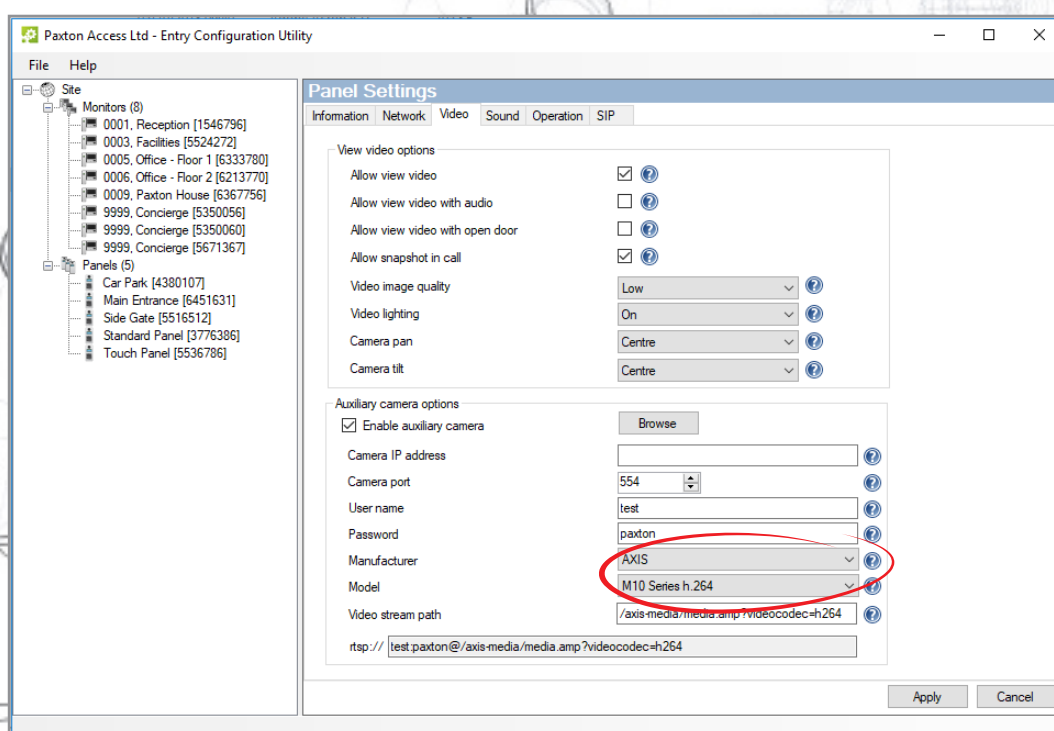 Paxton Access Ltd - Entry Configuration Utility
File Help
Site
Monitors (8)
0001, Reception [1546796]
0003, Facilities [5524272]
0005, Office - Floor 1 [6333780]
0006, Office - Floor 2 [6213770]
0009, Paxton House [6367756]
9999, Concierge [5350056]
9999, Concierge [5350060]
9999, Concierge [5671367]
Panels (5)
Car Park [4380107]
Main Entrance [6451631]
Side Gate [5516512]
Standard Panel [3776386]
Touch Panel [5536786]
Panel Settings
Information Network Video Sound Operation SIP
View video options
Allow view video
Allow view video with audio
Allow view video with open door
Allow snapshot in call
Video image quality Low
Video lighting On
Camera pan Centre
Camera tilt Centre
Auxiliary camera options
Enable auxiliary camera Browse
Camera IP address
Camera port 554
User name test
Password paxton
Manufacturer AXIS
Model M10 Series h.264
Video stream path /axis-media/media.amp?videocodec=h264
rtsp:// test:paxton@/axis-media/media.amp?videocodec=h264
Apply Cancel